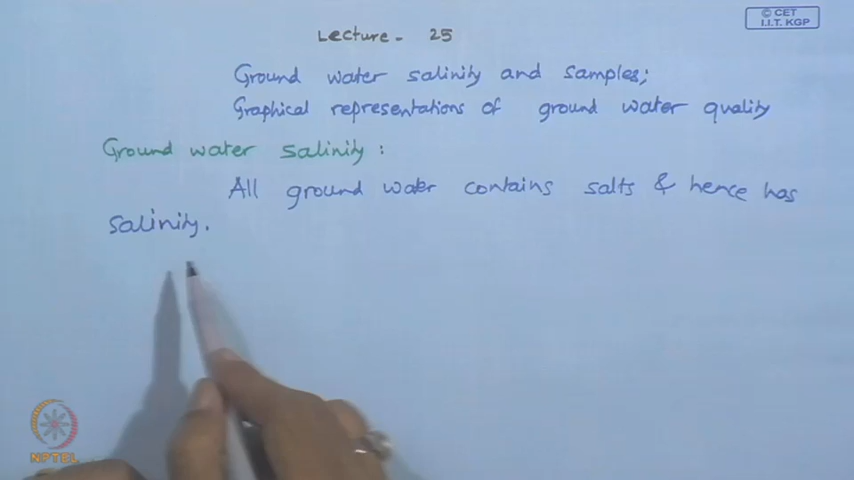 Lecture - 25
© CET
I.I.T. KGP
Ground water salinity and samples;
Graphical representations of ground water quality
Ground water salinity :
All ground water contains salts & hence has
salinity.
NPTEL